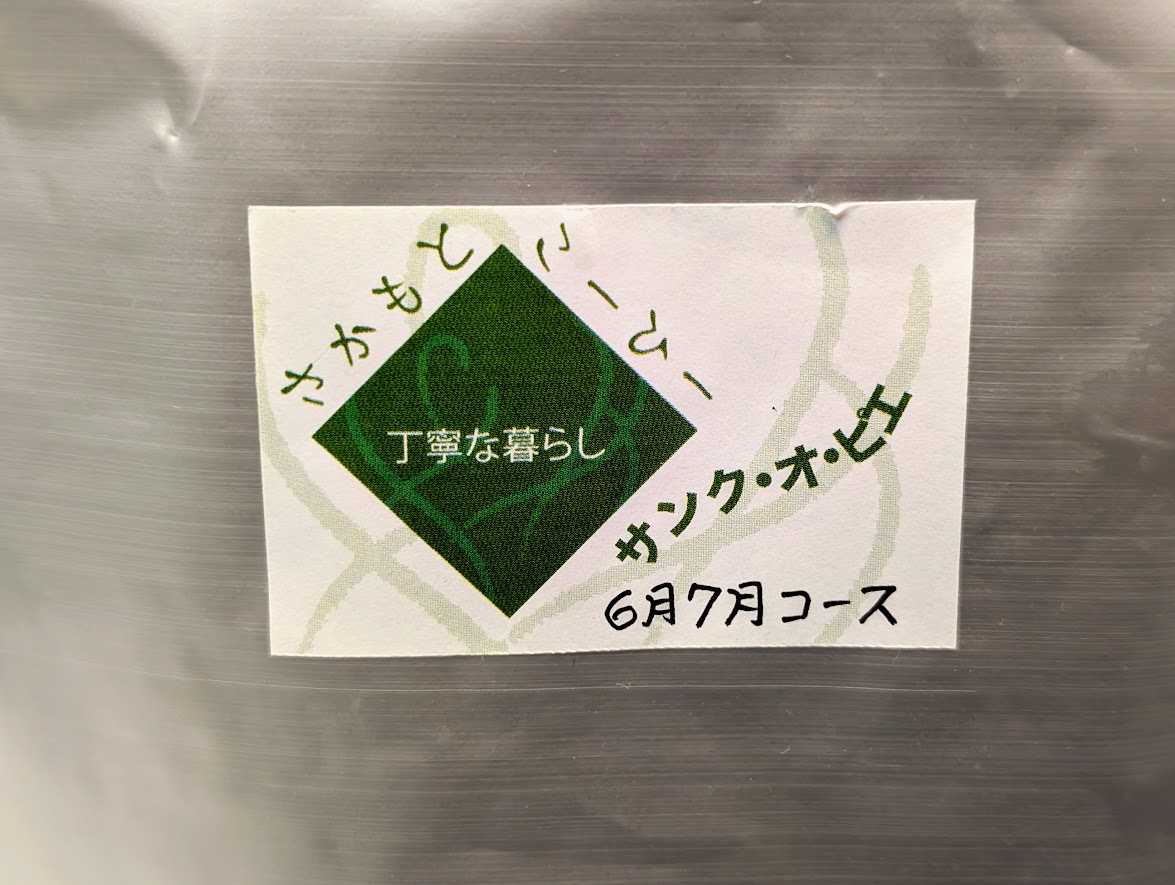 さかもとこーひー
丁寧な暮らし
サンク・オ・ピエ
6月7月コース